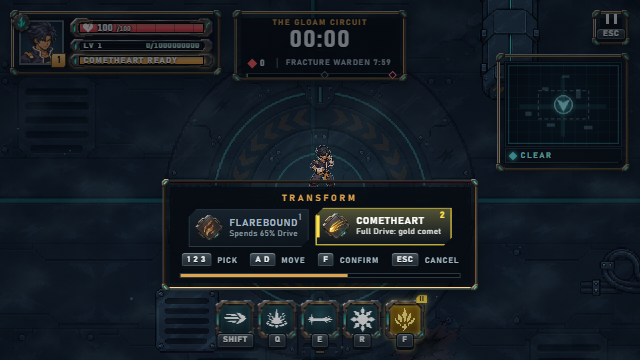 100 /100
LV 1 0/1000000000
COMETHEART READY
1
THE GLOAM CIRCUIT
00:00
0 FRACTURE WARDEN 7:59
ESC
CLEAR
TRANSFORM
FLAREBOUND 1
Spends 65% Drive
COMETHEART 2
Full Drive: gold comet
1 2 3 PICK A D MOVE F CONFIRM ESC CANCEL
SHIFT Q E R F